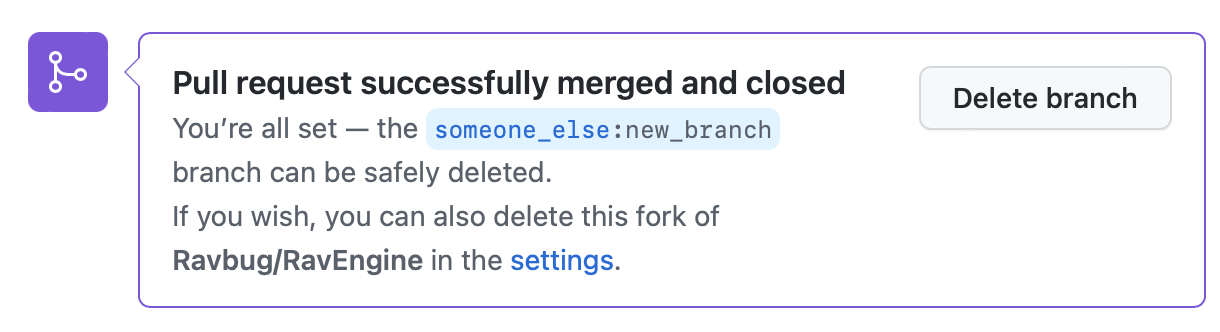 Pull request successfully merged and closed
Delete branch
You’re all set — the someone_else:new_branch
branch can be safely deleted.
If you wish, you can also delete this fork of
Ravbug/RavEngine in the settings.